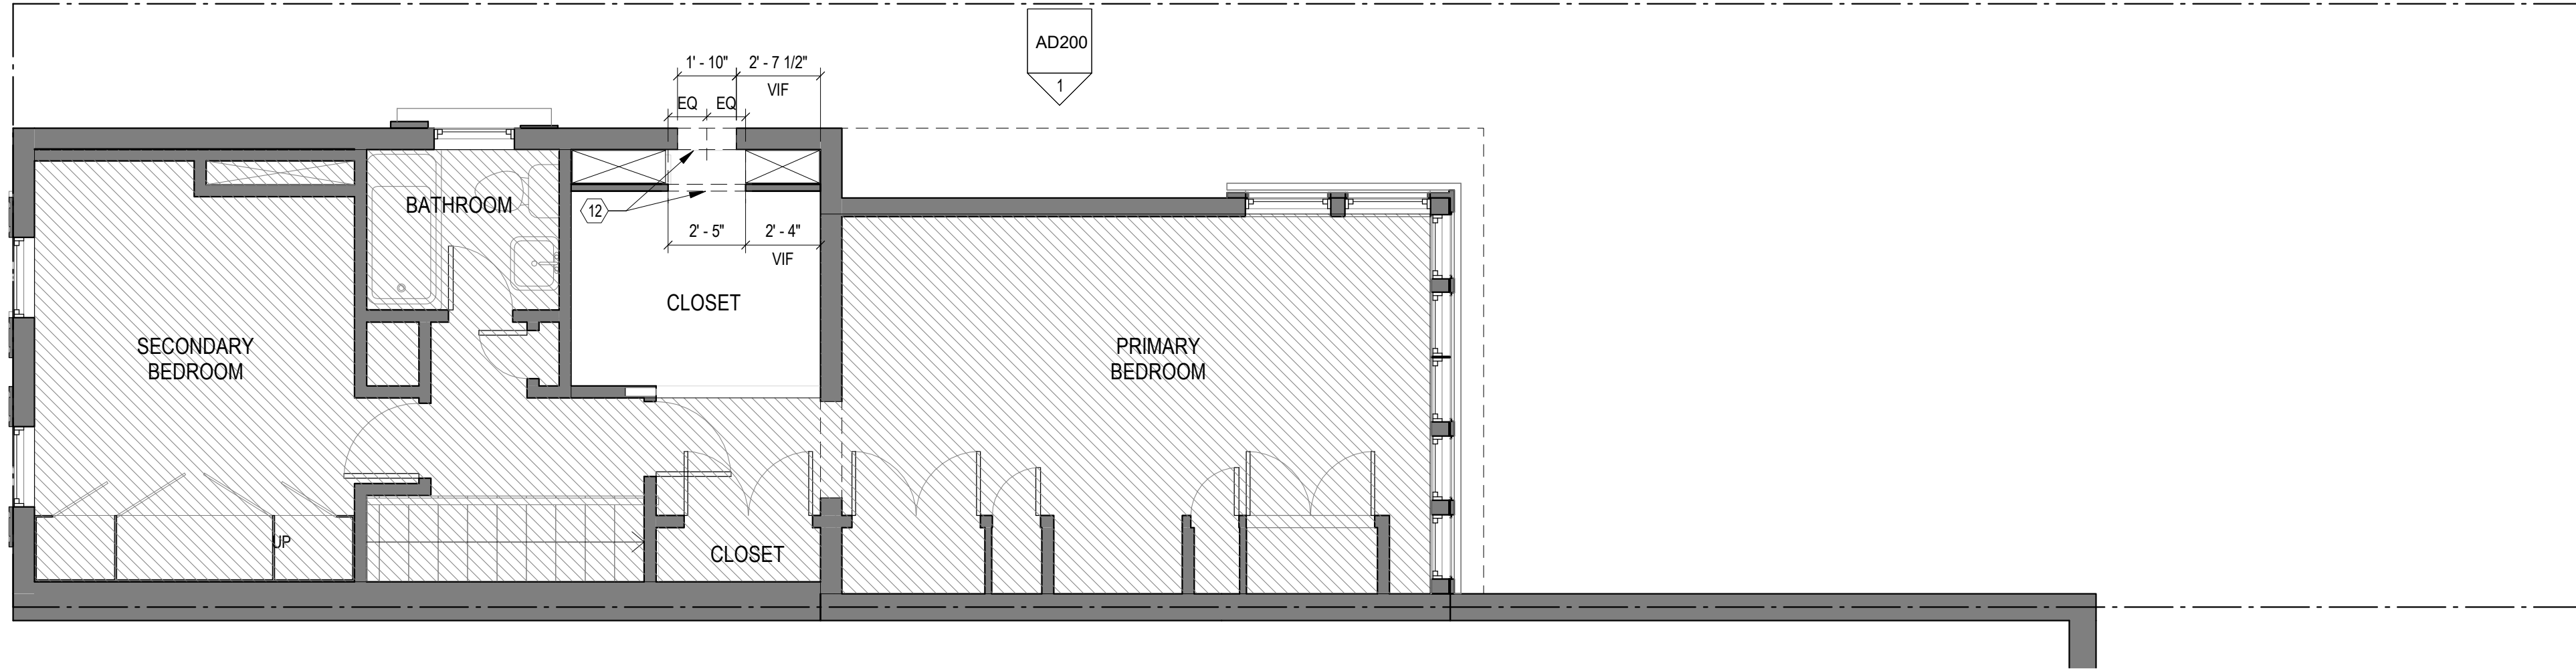 AD200
1
1' - 10"
2' - 7 1/2"
VIF
EQ
EQ
BATHROOM
12
2' - 5"
2' - 4"
VIF
CLOSET
SECONDARY
BEDROOM
PRIMARY
BEDROOM
UP
CLOSET